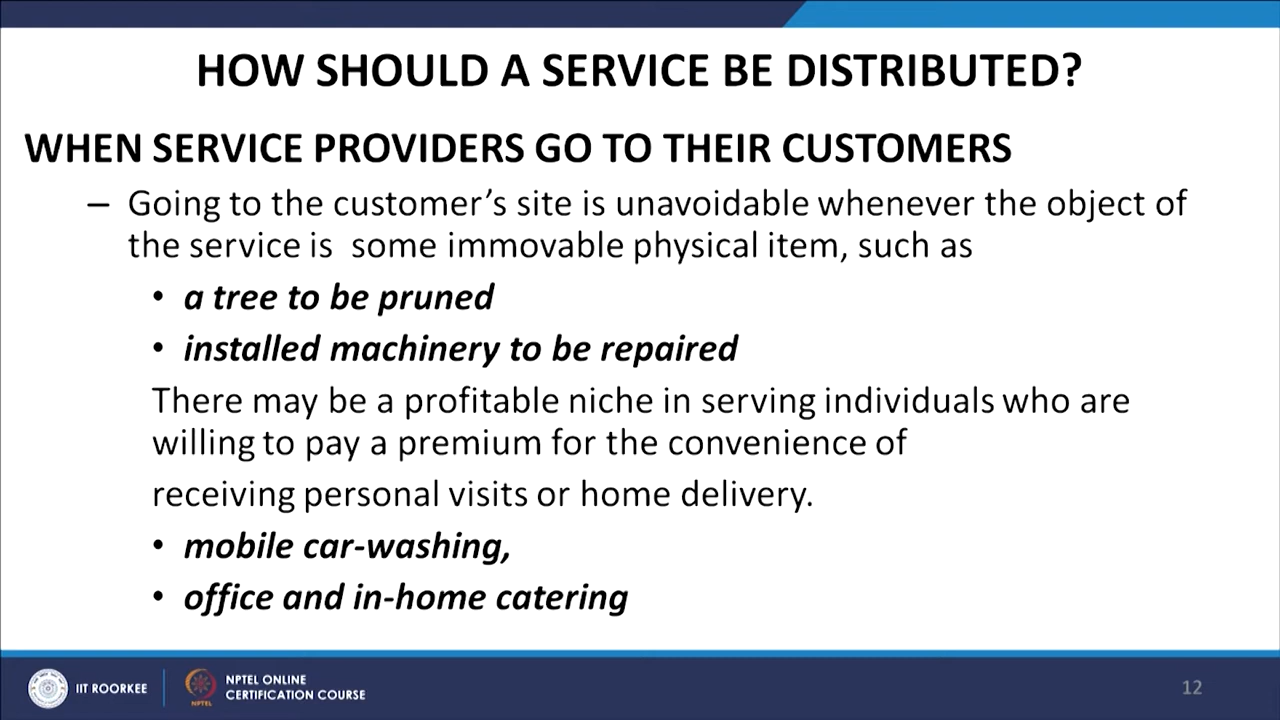 HOW SHOULD A SERVICE BE DISTRIBUTED?
WHEN SERVICE PROVIDERS GO TO THEIR CUSTOMERS
– Going to the customer’s site is unavoidable whenever the object of
the service is some immovable physical item, such as
• a tree to be pruned
• installed machinery to be repaired
There may be a profitable niche in serving individuals who are
willing to pay a premium for the convenience of
receiving personal visits or home delivery.
• mobile car-washing,
• office and in-home catering
IIT ROORKEE
NPTEL
NPTEL ONLINE
CERTIFICATION COURSE
12